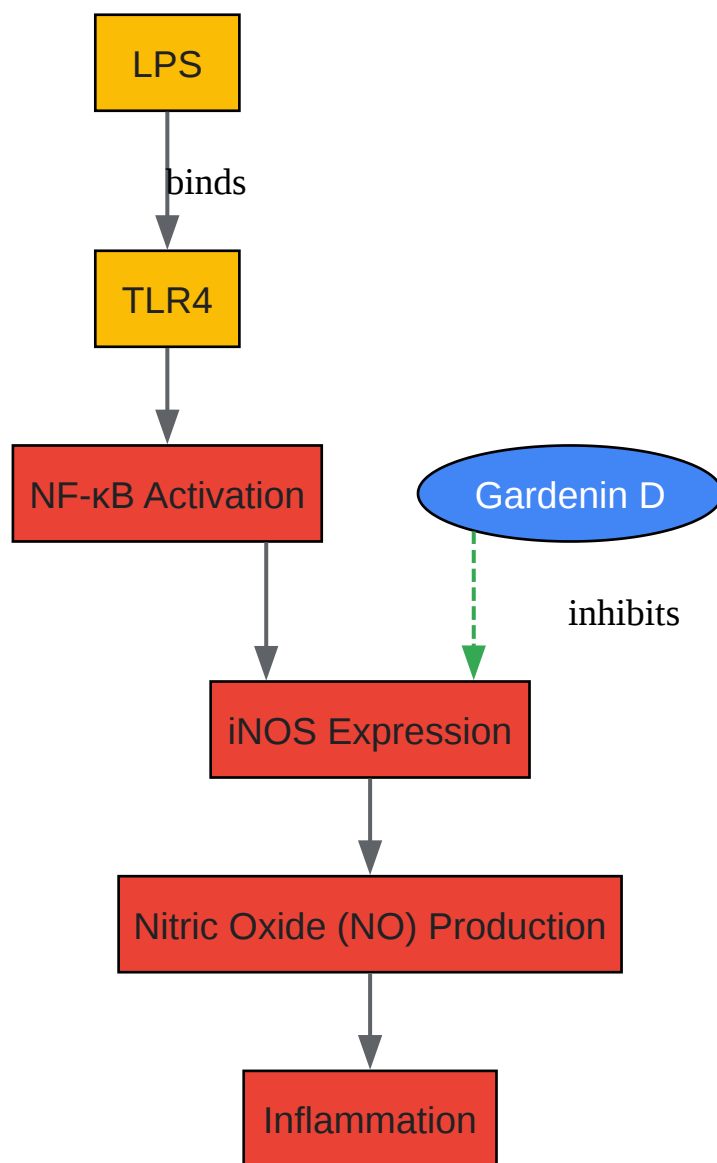 LPS
binds
TLR4
NF-κB Activation
Gardenin D
inhibits
iNOS Expression
Nitric Oxide (NO) Production
Inflammation